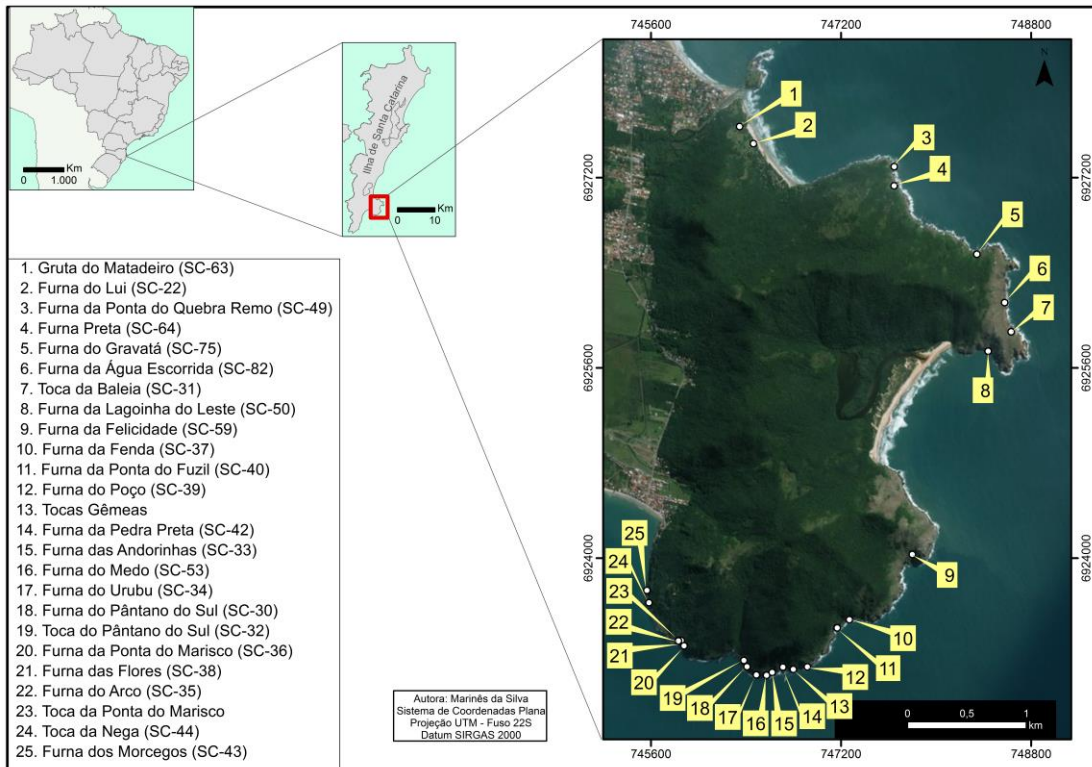 Km
0 1.000
Ilha de Santa Catarina
Km
0 10
1. Gruta do Matadeiro (SC-63)
2. Furna do Lui (SC-22)
3. Furna da Ponta do Quebra Remo (SC-49)
4. Furna Preta (SC-64)
5. Furna do Gravatá (SC-75)
6. Furna da Água Escorrida (SC-82)
7. Toca da Baleia (SC-31)
8. Furna da Lagoinha do Leste (SC-50)
9. Furna da Felicidade (SC-59)
10. Furna da Fenda (SC-37)
11. Furna da Ponta do Fuzil (SC-40)
12. Furna do Poço (SC-39)
13. Tocas Gêmeas
14. Furna da Pedra Preta (SC-42)
15. Furna das Andorinhas (SC-33)
16. Furna do Medo (SC-53)
17. Furna do Urubu (SC-34)
18. Furna do Pântano do Sul (SC-30)
19. Toca do Pântano do Sul (SC-32)
20. Furna da Ponta do Marisco (SC-36)
21. Furna das Flores (SC-38)
22. Furna do Arco (SC-35)
23. Toca da Ponta do Marisco
24. Toca da Nega (SC-44)
25. Furna dos Morcegos (SC-43)
Autora: Marinês da Silva
Sistema de Coordenadas Plana
Projeção UTM - Fuso 22S
Datum SIRGAS 2000
745600 747200 748800
N
6927200
6925600
6924000
1
2
3
4
5
6
7
8
9
10
11
12
13
14
15
16
17
18
19
20
21
22
23
24
25
0 0,5 1
km
745600 747200 748800